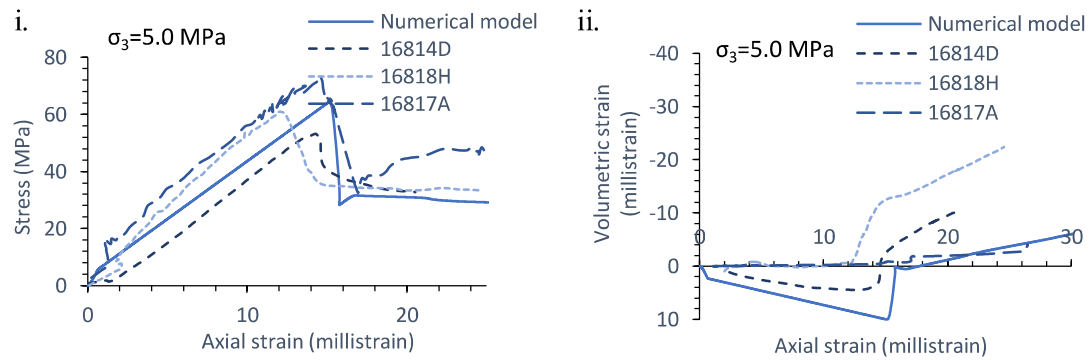 i.
σ3=5.0 MPa
Numerical model
16814D
16818H
16817A
80
60
40
20
0
Stress (MPa)
0 10 20
Axial strain (millistrain)
ii.
σ3=5.0 MPa
Numerical model
16814D
16818H
16817A
-40
-30
-20
-10
0
10
Volumetric strain
(millistrain)
0 10 20 30
Axial strain (millistrain)